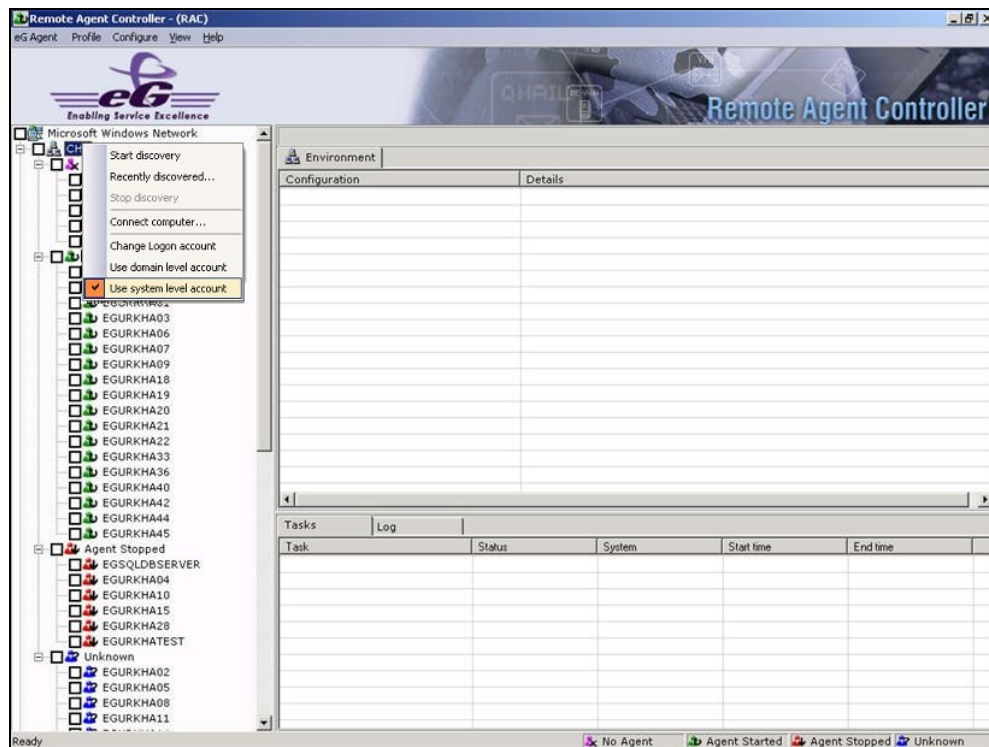 Remote Agent Controller - (RAC)
eG Agent Profile Configure View Help
eG
Enabling Service Excellence
QMAIL
Remote Agent Controller
Microsoft Windows Network
Start discovery
Recently discovered...
Stop discovery
Connect computer...
Change Logon account
Use domain level account
Use system level account
EGURKHA03
EGURKHA06
EGURKHA07
EGURKHA09
EGURKHA18
EGURKHA19
EGURKHA20
EGURKHA21
EGURKHA22
EGURKHA33
EGURKHA36
EGURKHA40
EGURKHA42
EGURKHA44
EGURKHA45
Agent Stopped
EGSQLDBSERVER
EGURKHA04
EGURKHA10
EGURKHA15
EGURKHA28
EGURKHATEST
Unknown
EGURKHA02
EGURKHA05
EGURKHA08
EGURKHA11
Environment
Configuration Details
Tasks Log
Task Status System Start time End time
Ready No Agent Agent Started Agent Stopped Unknown